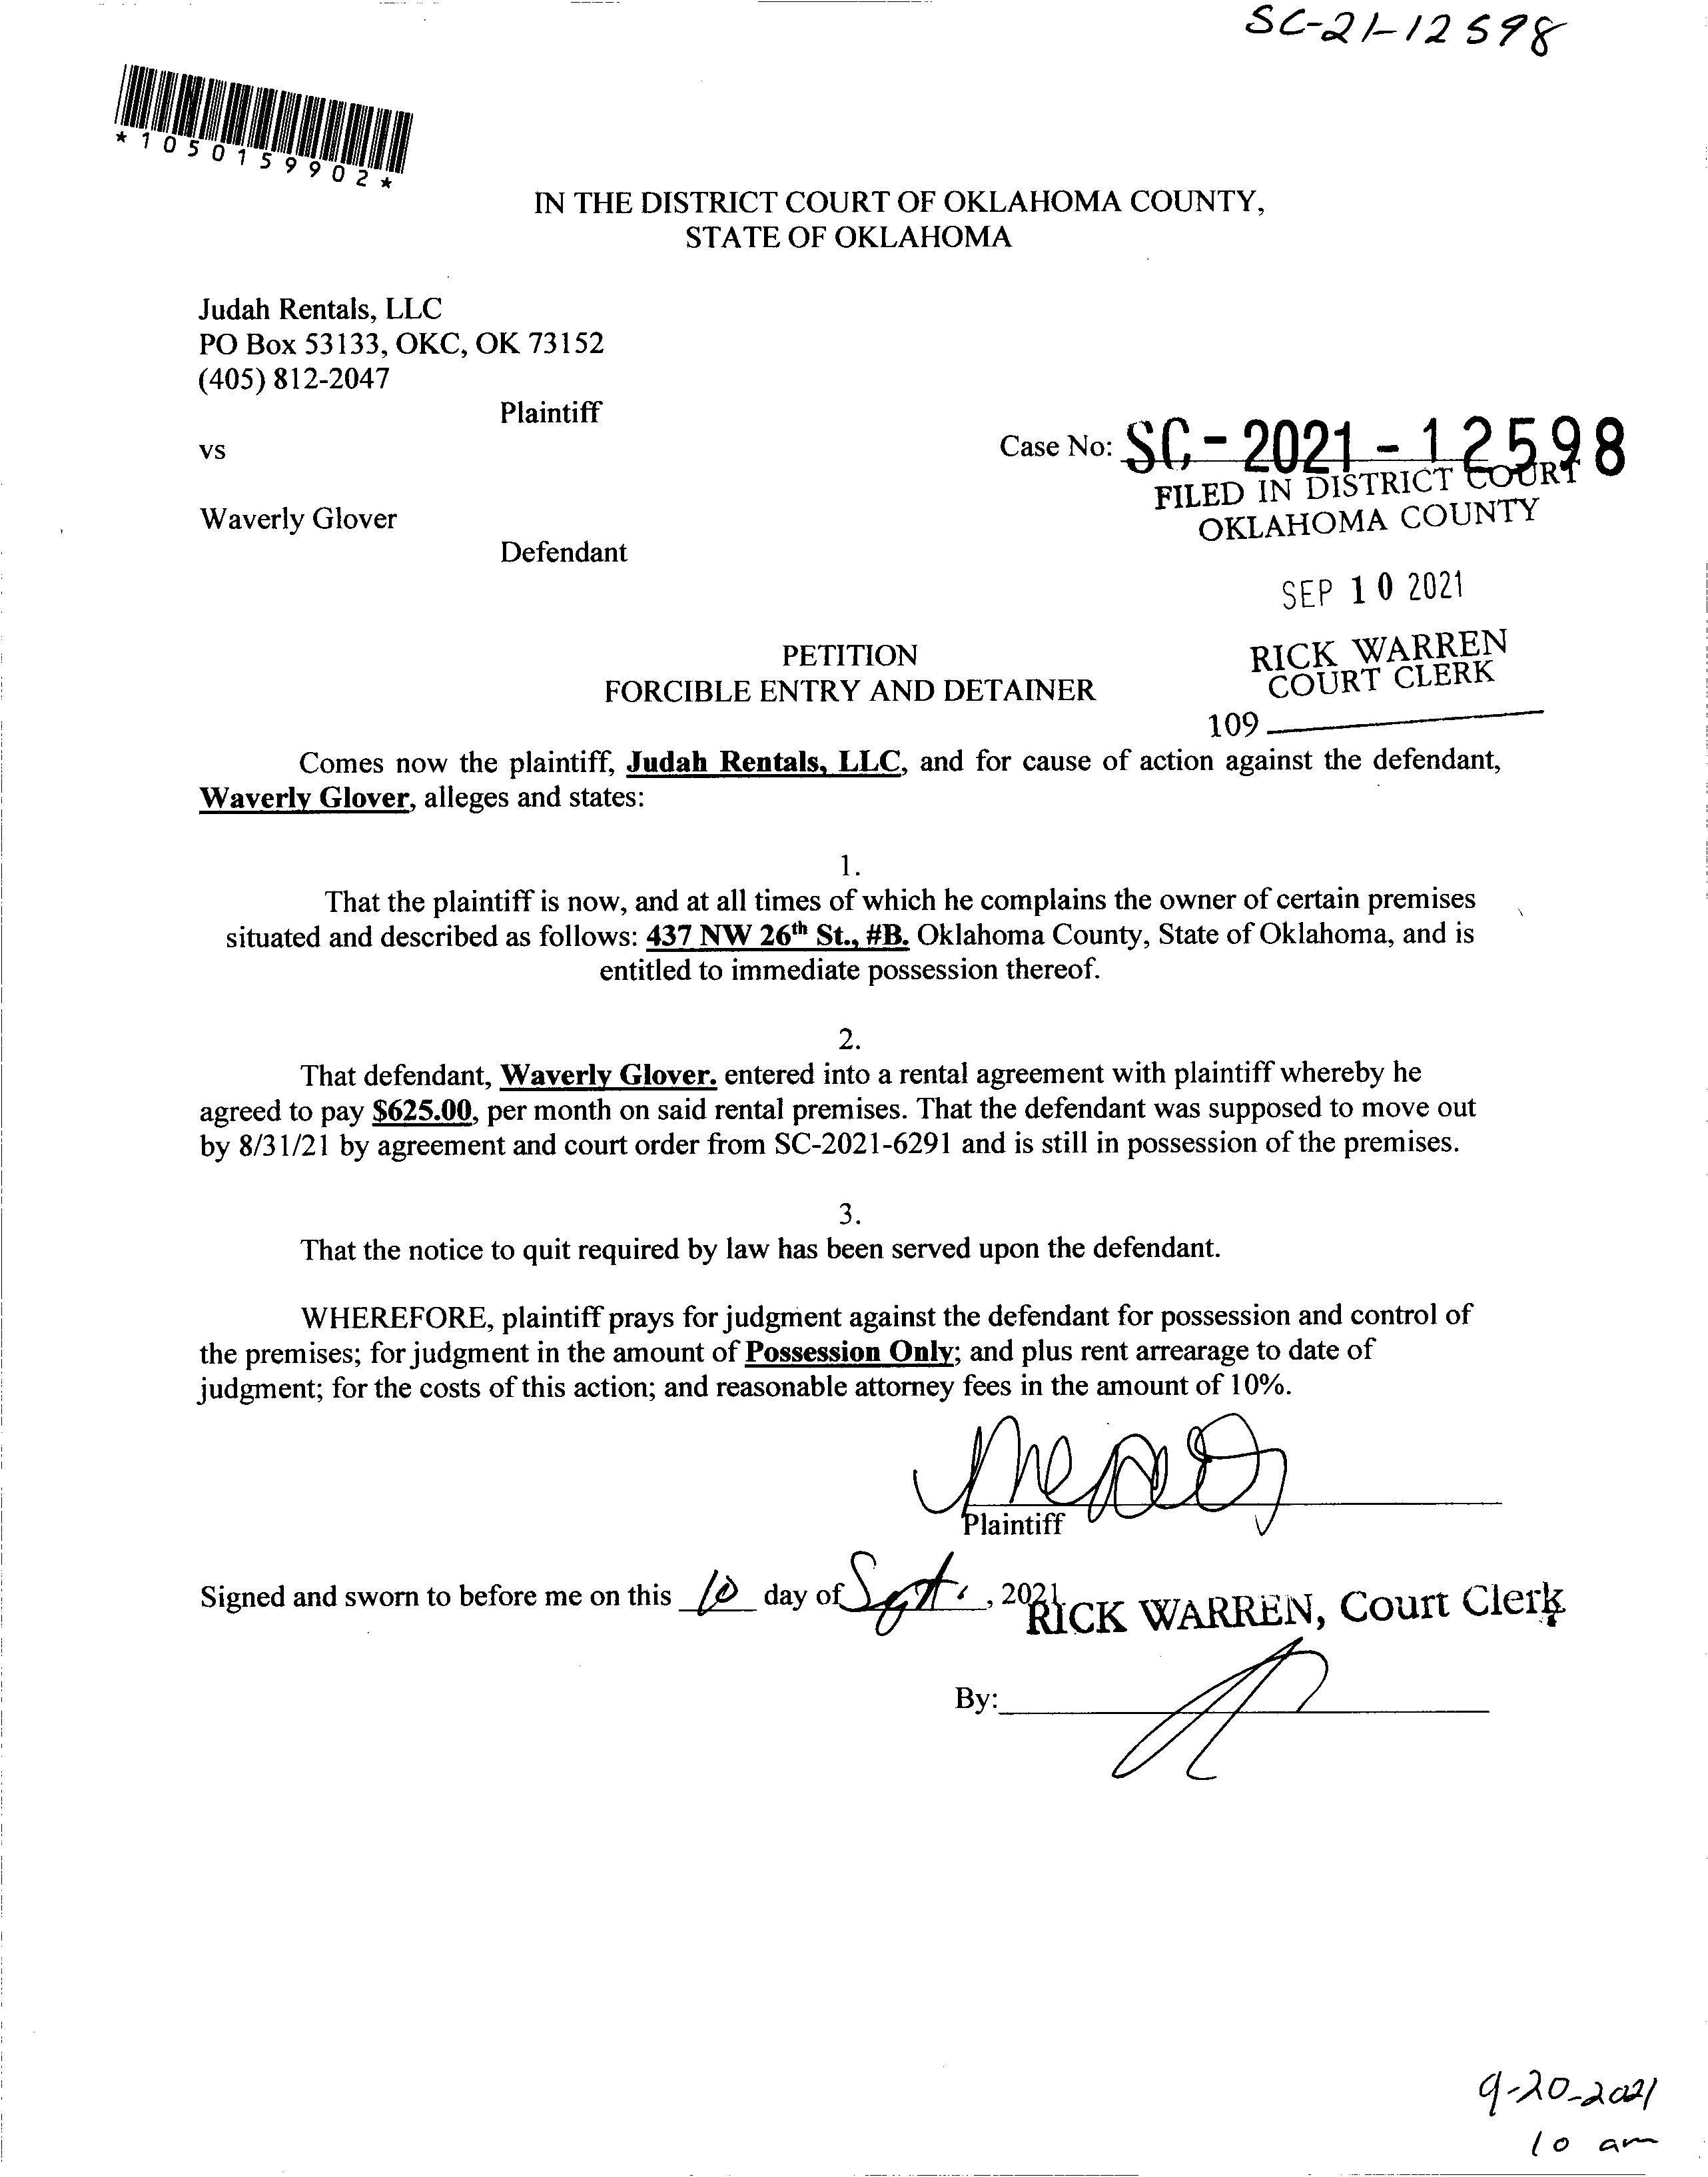 SC-21-12598
*1050159902*
IN THE DISTRICT COURT OF OKLAHOMA COUNTY,
STATE OF OKLAHOMA
Judah Rentals, LLC
PO Box 53133, OKC, OK 73152
(405) 812-2047
Plaintiff
vs
Case No: SC-2021-12598
FILED IN DISTRICT COURT
OKLAHOMA COUNTY
Waverly Glover
Defendant
SEP 10 2021
RICK WARREN
COURT CLERK
109
PETITION
FORCIBLE ENTRY AND DETAINER
Comes now the plaintiff, Judah Rentals, LLC, and for cause of action against the defendant,
Waverly Glover, alleges and states:
1.
That the plaintiff is now, and at all times of which he complains the owner of certain premises
situated and described as follows: 437 NW 26th St., #B. Oklahoma County, State of Oklahoma, and is
entitled to immediate possession thereof.
2.
That defendant, Waverly Glover. entered into a rental agreement with plaintiff whereby he
agreed to pay $625.00, per month on said rental premises. That the defendant was supposed to move out
by 8/31/21 by agreement and court order from SC-2021-6291 and is still in possession of the premises.
3.
That the notice to quit required by law has been served upon the defendant.
WHEREFORE, plaintiff prays for judgment against the defendant for possession and control of
the premises; for judgment in the amount of Possession Only; and plus rent arrearage to date of
judgment; for the costs of this action; and reasonable attorney fees in the amount of 10%.
Plaintiff
Signed and sworn to before me on this 10 day of Sept., 2021.
RICK WARREN, Court Clerk
By:
9-20-2021
10 am